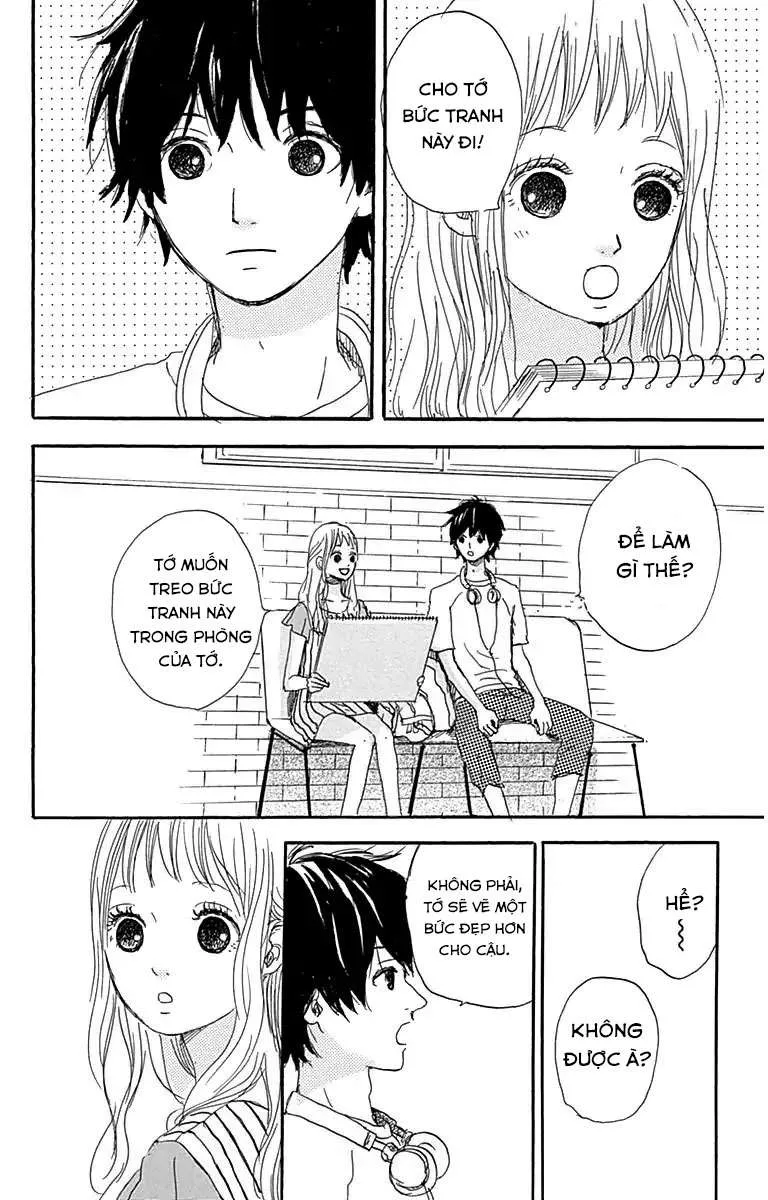 CHO TỚ
BỨC TRANH
NÀY ĐI!
ĐỂ LÀM
GÌ THẾ?
TỚ MUỐN
TREO BỨC
TRANH NÀY
TRONG PHÒNG
CỦA TỚ.
HỂ?
KHÔNG
ĐƯỢC À?
KHÔNG PHẢI,
TỚ SẼ VẼ MỘT
BỨC ĐẸP HƠN
CHO CẬU.